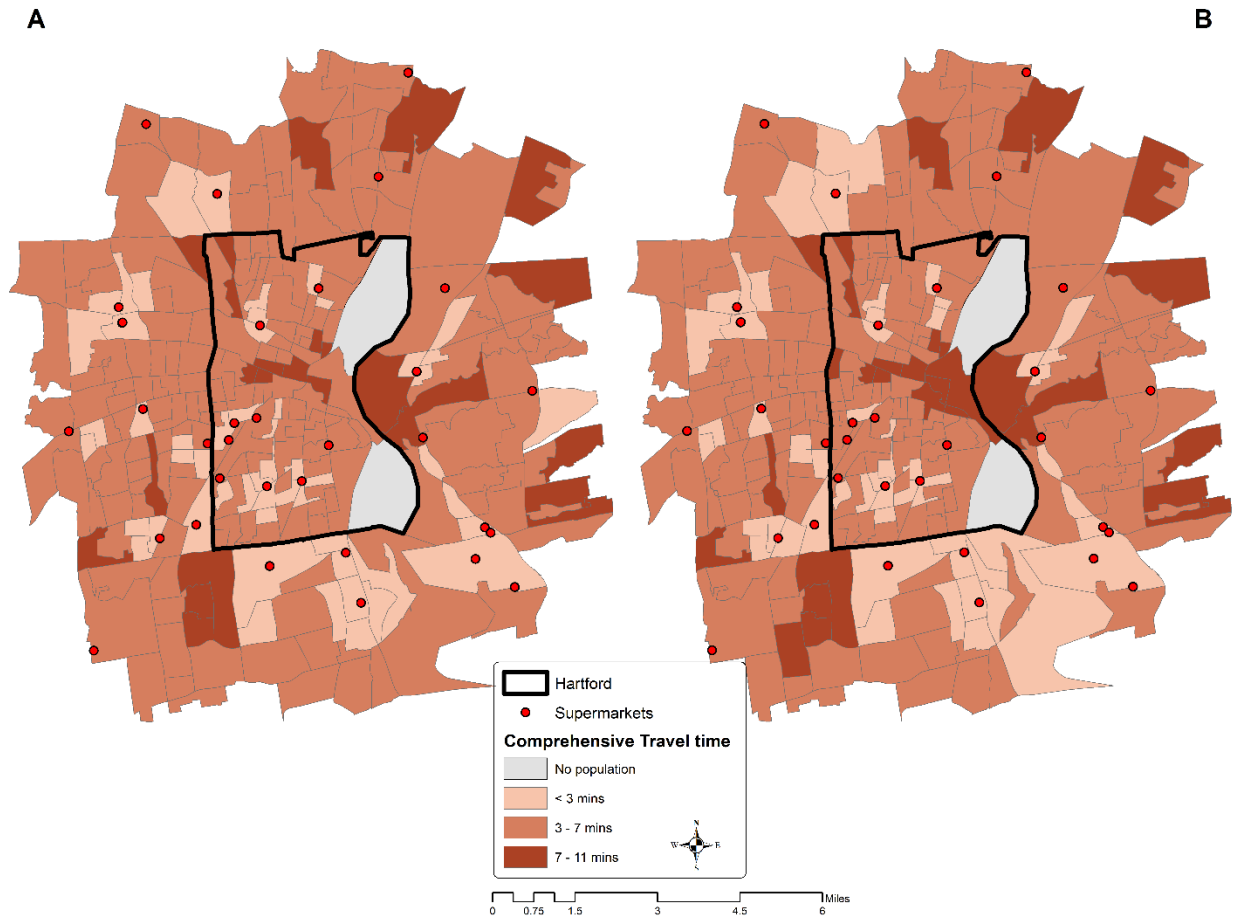 A
B
Hartford
Supermarkets
Comprehensive Travel time
No population
< 3 mins
3 - 7 mins
7 - 11 mins
N
W E
S
Miles
0 0.75 1.5 3 4.5 6